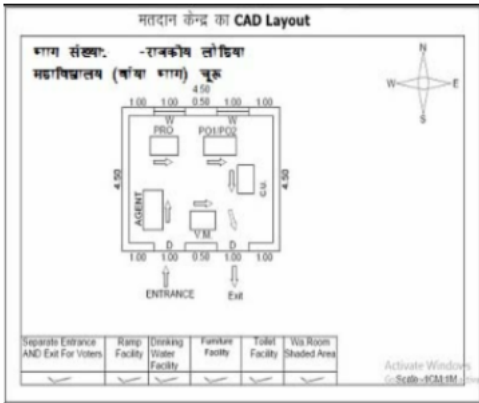 मतदान केन्द्र का CAD Layout
भाग संख्या:   -राजकीय लोहिया
महाविद्यालय (बांया भाग) चूरू
N
W E
S
4.50
1.00 1.00 0.50 1.00 1.00
W W
PRO PO1/PO2
4.50 4.50
AGENT C.U.
V.M.
D D
1.00 1.00 0.50 1.00 1.00
ENTRANCE Exit
Separate Entrance AND Exit For Voters
Ramp Facility
Drinking Water Facility
Furniture Facility
Toilet Facility
Wa.Room Shaded Area
Activate Windows
Scale -1CM:1M